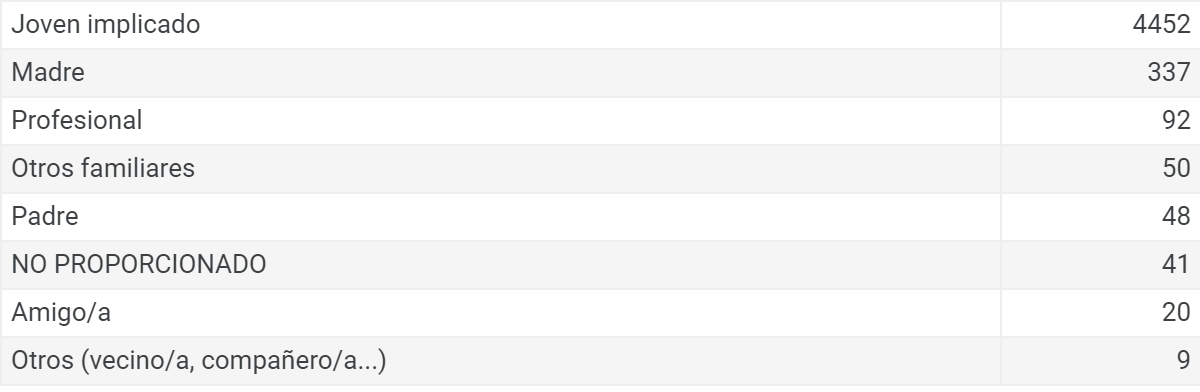 Joven implicado 4452
Madre 337
Profesional 92
Otros familiares 50
Padre 48
NO PROPORCIONADO 41
Amigo/a 20
Otros (vecino/a, compañero/a...) 9